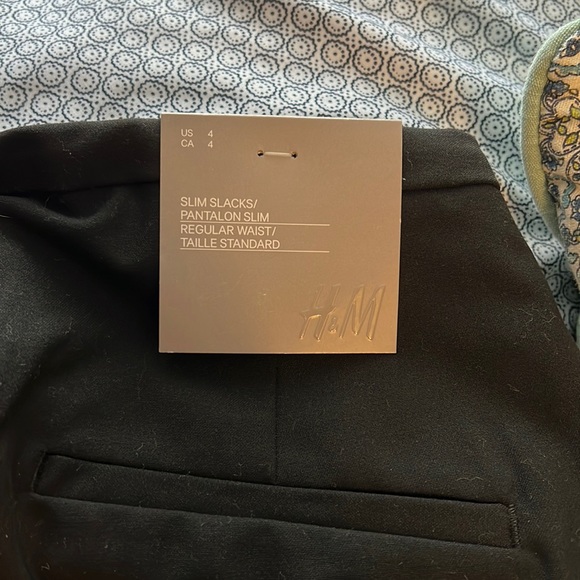 US 4
CA 4
SLIM SLACKS/
PANTALON SLIM
REGULAR WAIST/
TAILLE STANDARD
H&M